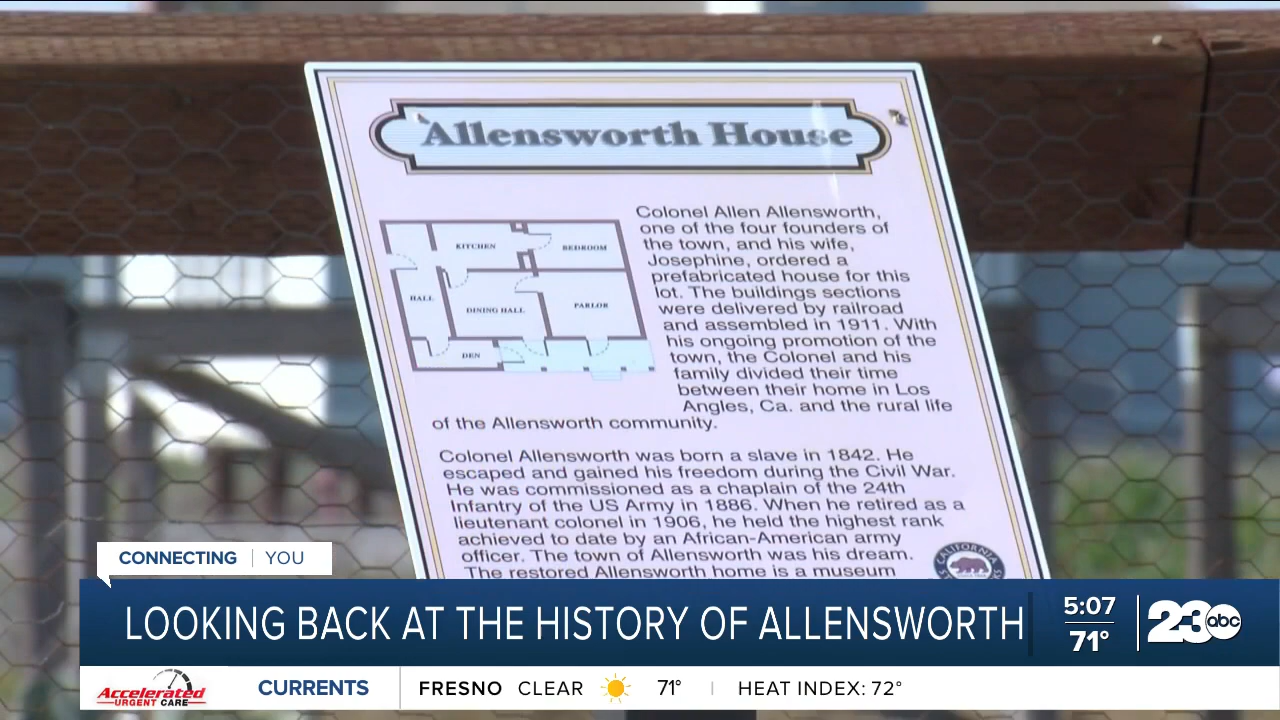 Allensworth House
Colonel Allen Allensworth,
one of the four founders of
the town, and his wife,
Josephine, ordered a
prefabricated house for this
lot. The buildings sections
were delivered by railroad
and assembled in 1911. With
his ongoing promotion of the
town, the Colonel and his
family divided their time
between their home in Los
Angles, Ca. and the rural life
of the Allensworth community.
KITCHEN
BEDROOM
HALL
DINING HALL
PARLOR
DEN
Colonel Allensworth was born a slave in 1842. He
escaped and gained his freedom during the Civil War.
He was commissioned as a chaplain of the 24th
Infantry of the US Army in 1886. When he retired as a
lieutenant colonel in 1906, he held the highest rank
achieved to date by an African-American army
officer. The town of Allensworth was his dream.
The restored Allensworth home is a museum
CALIFORNIA
CONNECTING | YOU
LOOKING BACK AT THE HISTORY OF ALLENSWORTH
5:07
71°
23 abc
Accelerated
URGENT CARE
CURRENTS
FRESNO CLEAR 71° | HEAT INDEX: 72°